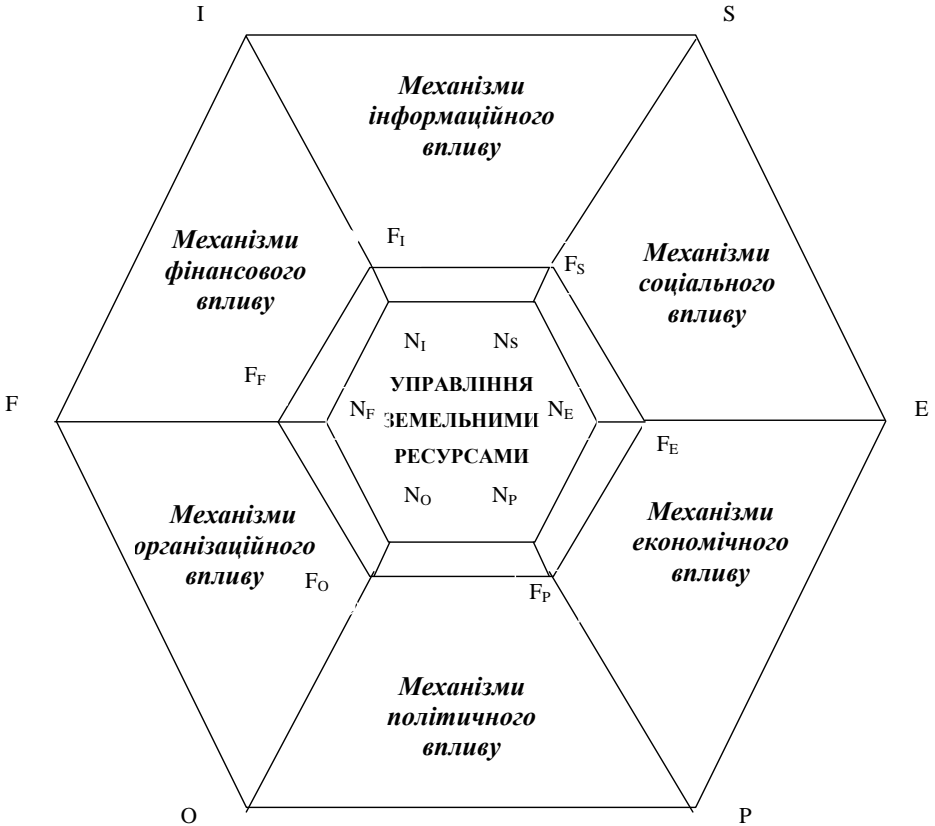 I
S
Механізми
інформаційного
впливу
Механізми
фінансового
впливу
F_I
F_S
Механізми
соціального
впливу
N_I
N_S
F_F
УПРАВЛІННЯ
F
N_F
ЗЕМЕЛЬНИМИ
N_E
E
F_E
РЕСУРСАМИ
N_O
N_P
Механізми
організаційного
впливу
Механізми
економічного
впливу
F_O
F_P
Механізми
політичного
впливу
O
P